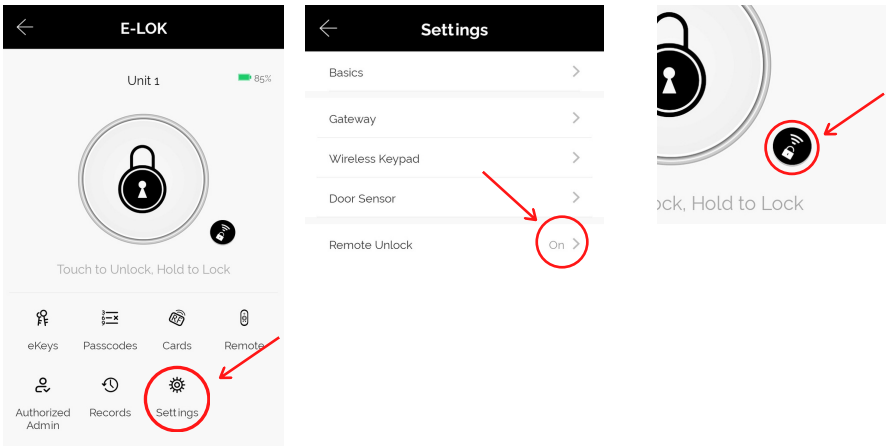 E-LOK
Unit 1
85%
Touch to Unlock, Hold to Lock
eKeys
Passcodes
Cards
Remote
Authorized
Admin
Records
Settings
Settings
Basics
Gateway
Wireless Keypad
Door Sensor
Remote Unlock
On
ock, Hold to Lock